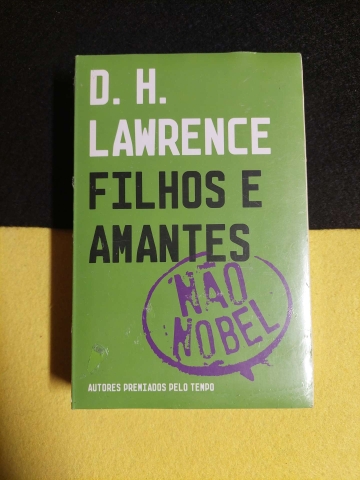 D. H.
LAWRENCE
FILHOS E
AMANTES
NÃO
NOBEL
AUTORES PREMIADOS PELO TEMPO